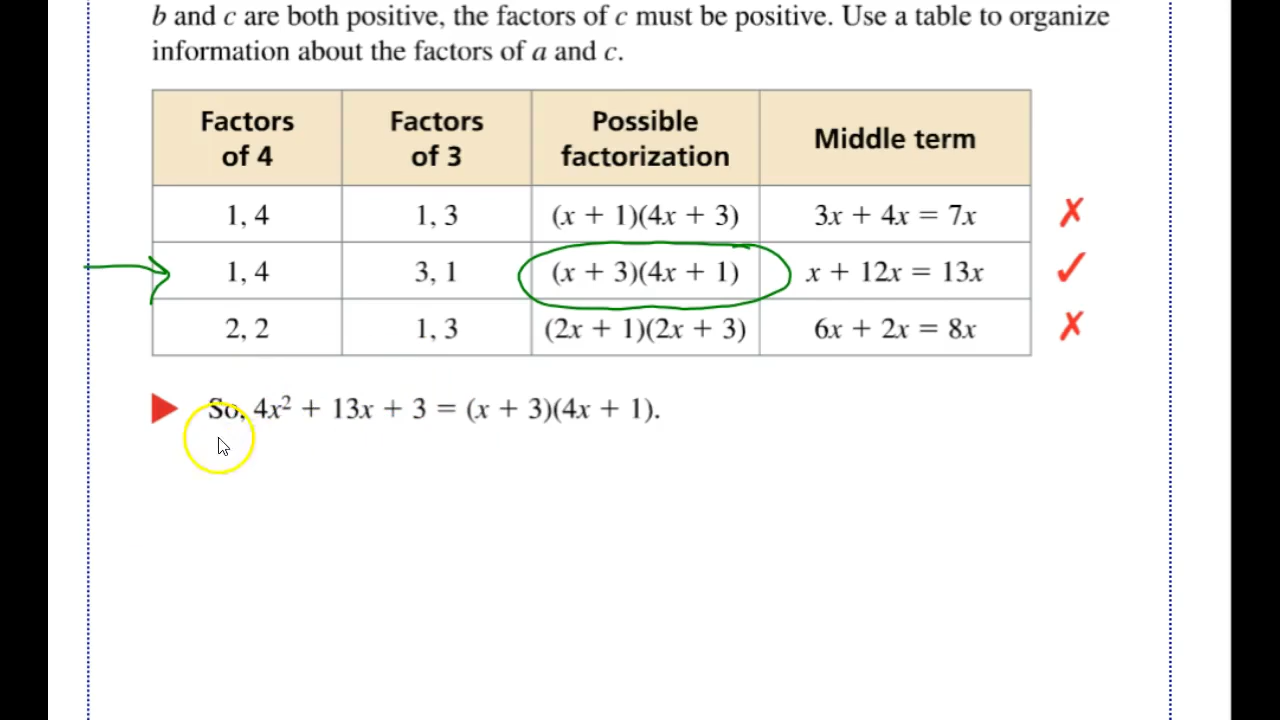 b and c are both positive, the factors of c must be positive. Use a table to organize
information about the factors of a and c.
Factors of 4 Factors of 3 Possible factorization Middle term
1, 4 1, 3 (x + 1)(4x + 3) 3x + 4x = 7x ✗
1, 4 3, 1 (x + 3)(4x + 1) x + 12x = 13x ✓
2, 2 1, 3 (2x + 1)(2x + 3) 6x + 2x = 8x ✗
So, 4x² + 13x + 3 = (x + 3)(4x + 1).